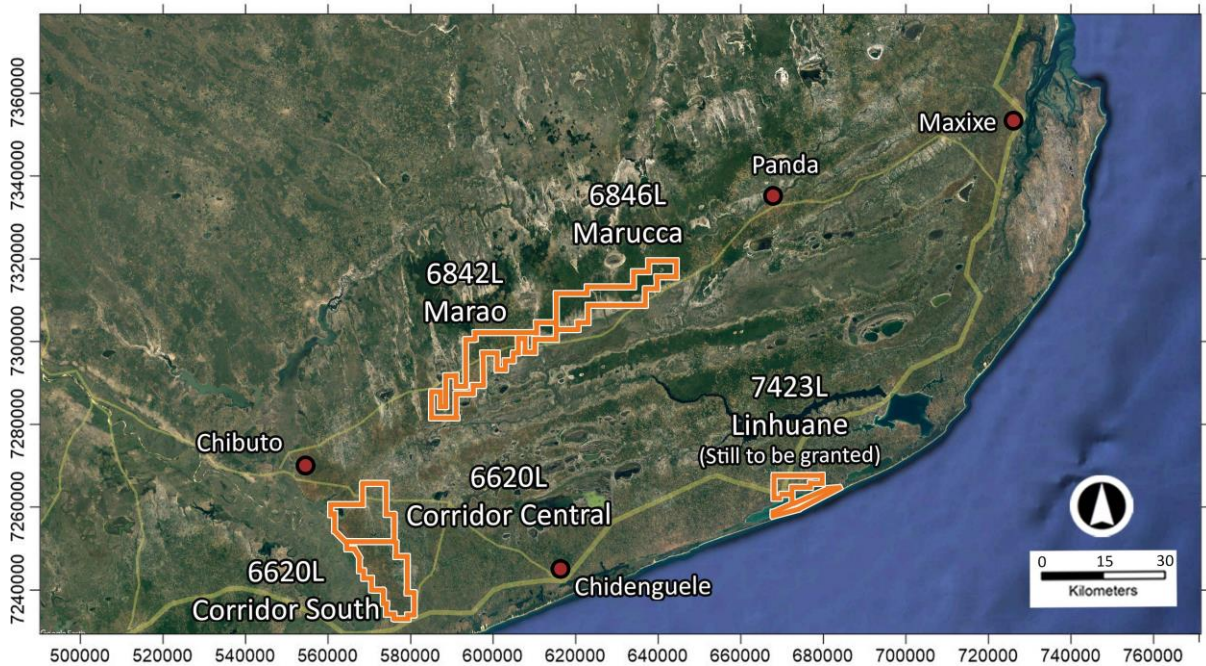 7360000
7340000
7320000
7300000
7280000
7260000
7240000
Maxixe
Panda
6846L
Marucca
6842L
Marao
7423L
Linhuane
(Still to be granted)
Chibuto
6620L
Corridor Central
6620L
Corridor South
Chidenguele
0 15 30
Kilometers
500000 520000 540000 560000 580000 600000 620000 640000 660000 680000 700000 720000 740000 760000